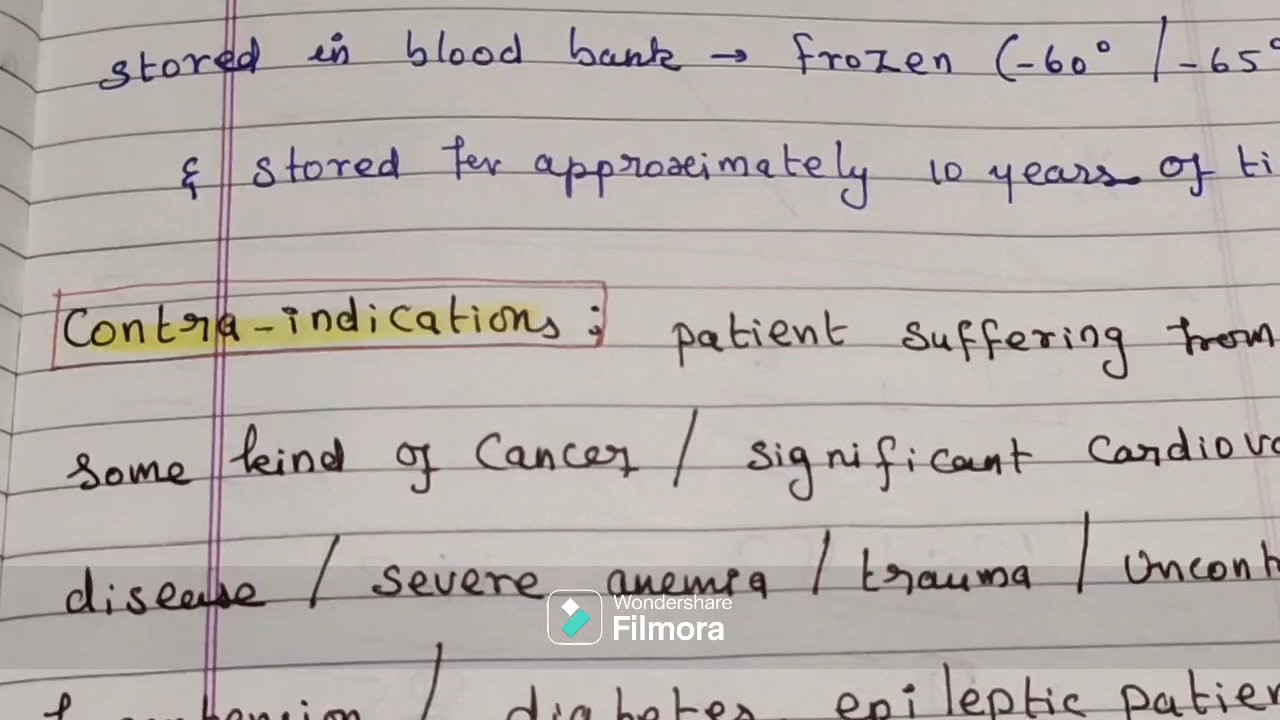 stored in blood bank → frozen (-60° / -65°
& stored for approximately 10 years of ti
Contra-indications : patient suffering from
some kind of cancer / significant cardiova
disease / severe anemia / trauma / Uncont
Wondershare
Filmora
/ diabetes epileptic patien